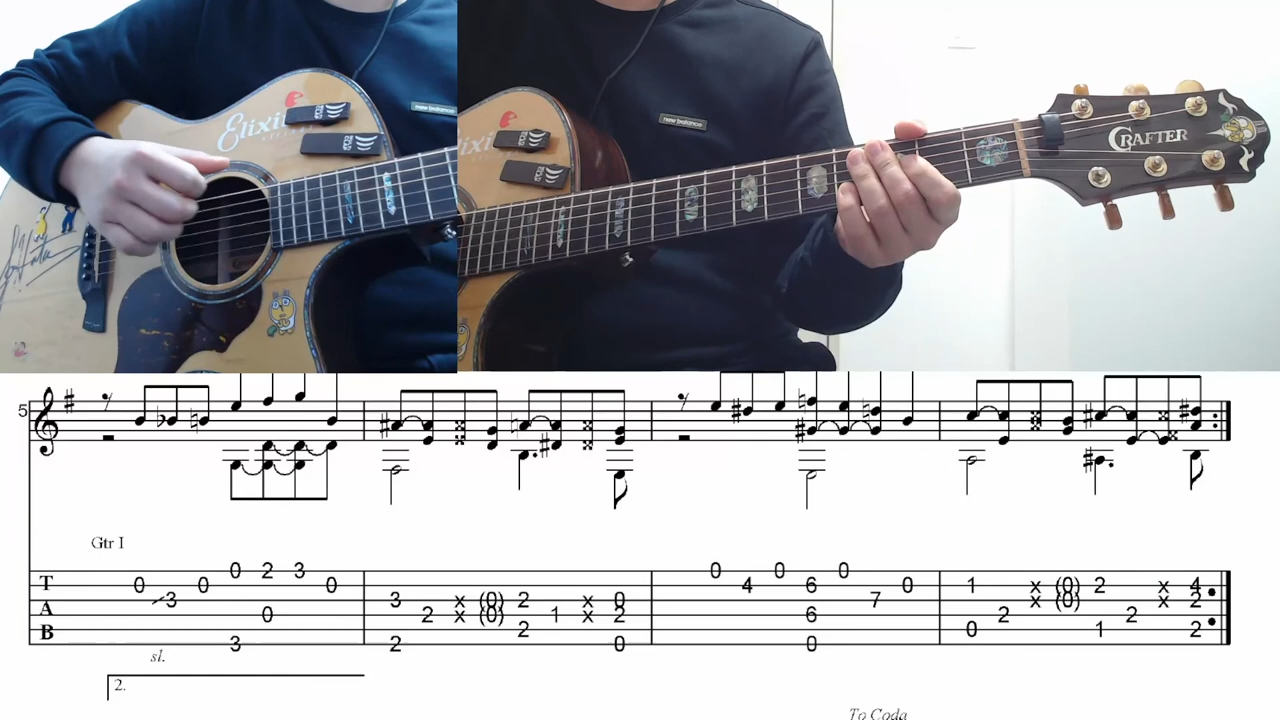 Elixir
new balance
new balance
CRAFTER
5
Gtr I
0 2 3 0
0 0 0 4 6 0 1 x (0) 2 x 4
3 3 x (0) 2 x 0 7 x (0) x 2
T A B
0 2 x (0) 1 x 2 6 2 2
2 0 1 2
3 2 0 0
sl.
2.
To Coda